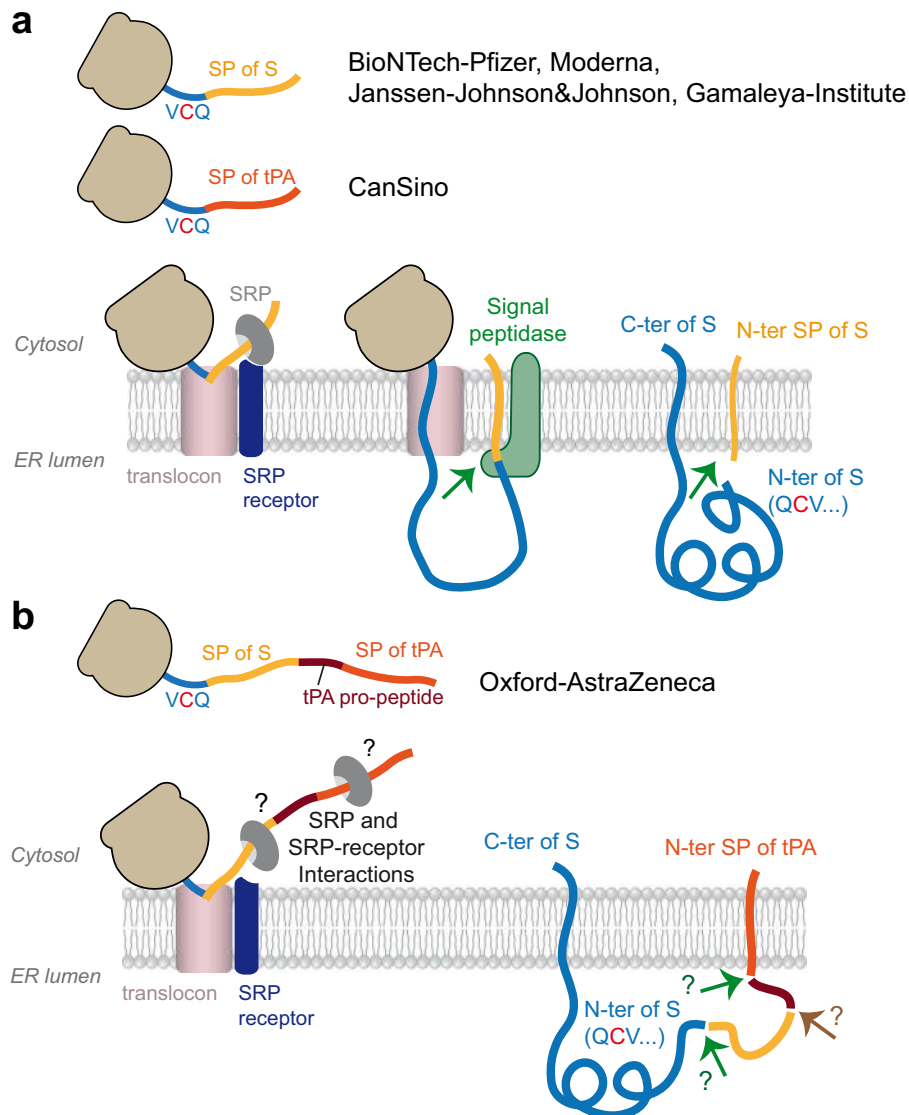 a
SP of S
VCQ
BioNTech-Pfizer, Moderna,
Janssen-Johnson&Johnson, Gamaleya-Institute
SP of tPA
VCQ
CanSino
SRP
Cytosol
ER lumen
translocon
SRP
receptor
Signal
peptidase
C-ter of S
N-ter SP of S
N-ter of S
(QCV...)
b
SP of S
SP of tPA
VCQ
tPA pro-peptide
Oxford-AstraZeneca
?
?
SRP and
SRP-receptor
Interactions
Cytosol
ER lumen
translocon
SRP
receptor
C-ter of S
N-ter SP of tPA
?
N-ter of S
(QCV...)
?
?